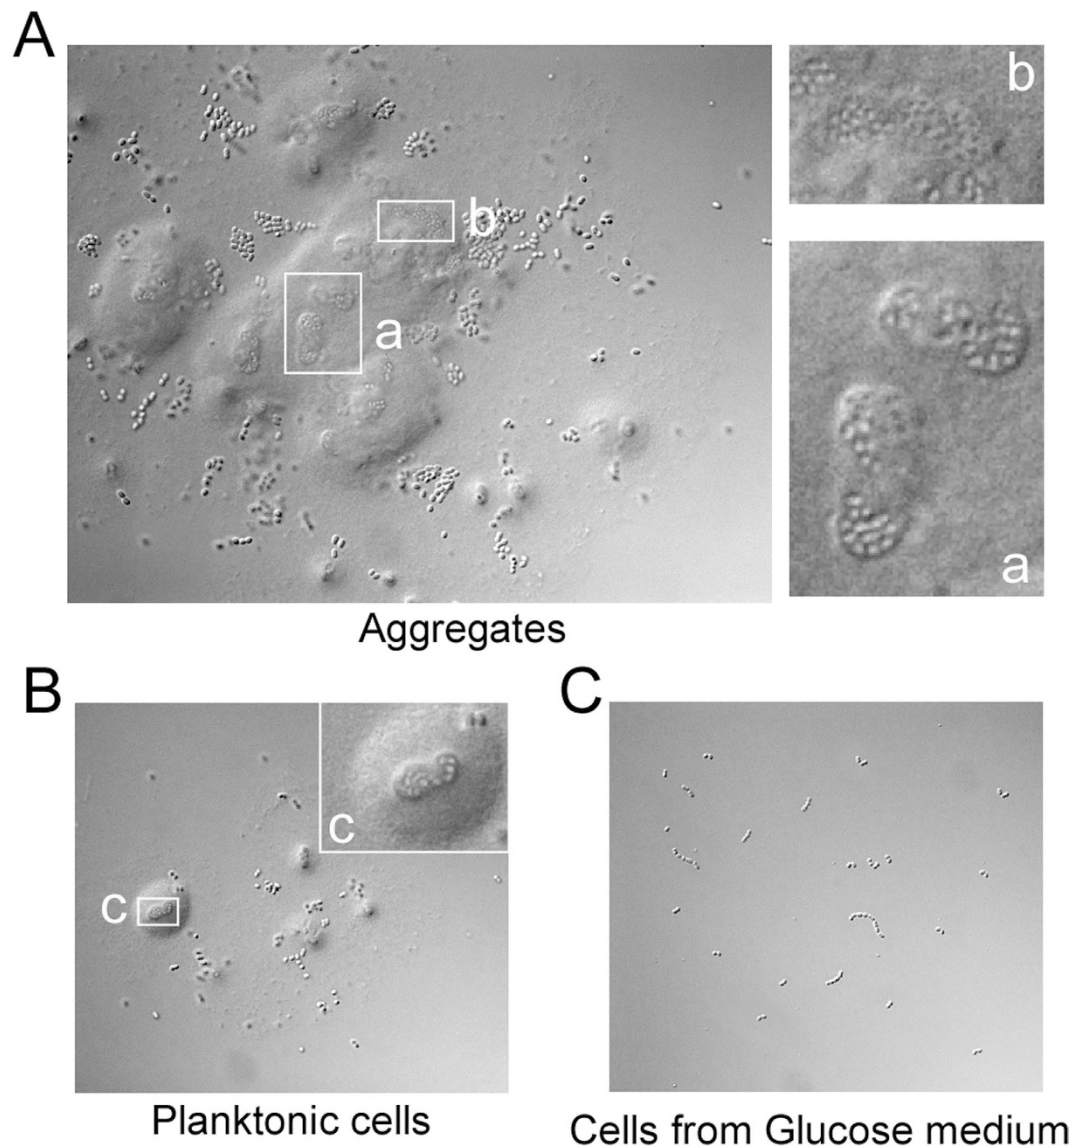 A
b
b
a
a
Aggregates
B
C
c
c
Planktonic cells
Cells from Glucose medium